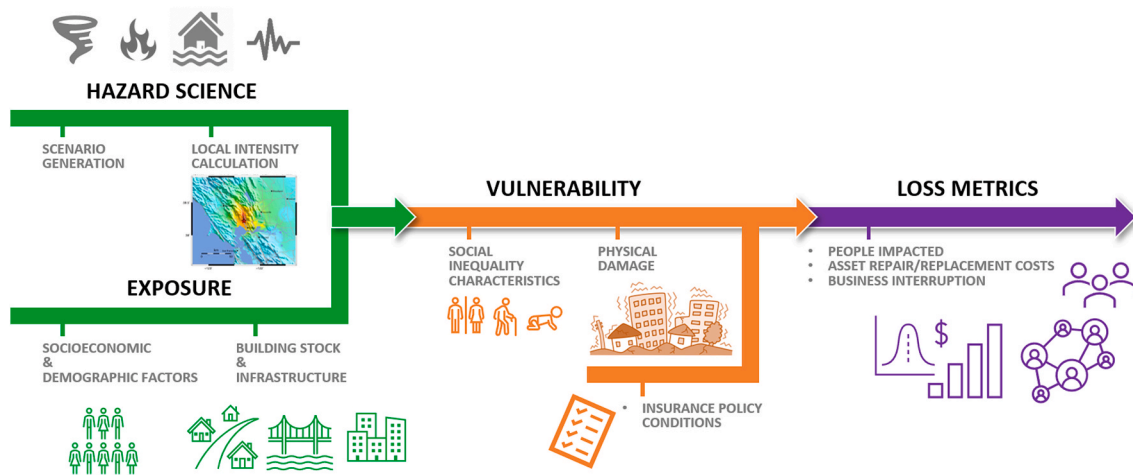 HAZARD SCIENCE
SCENARIO
GENERATION
LOCAL INTENSITY
CALCULATION
EXPOSURE
SOCIOECONOMIC
&
DEMOGRAPHIC FACTORS
BUILDING STOCK
&
INFRASTRUCTURE
VULNERABILITY
SOCIAL
INEQUALITY
CHARACTERISTICS
PHYSICAL
DAMAGE
• INSURANCE POLICY
CONDITIONS
LOSS METRICS
• PEOPLE IMPACTED
• ASSET REPAIR/REPLACEMENT COSTS
• BUSINESS INTERRUPTION
$